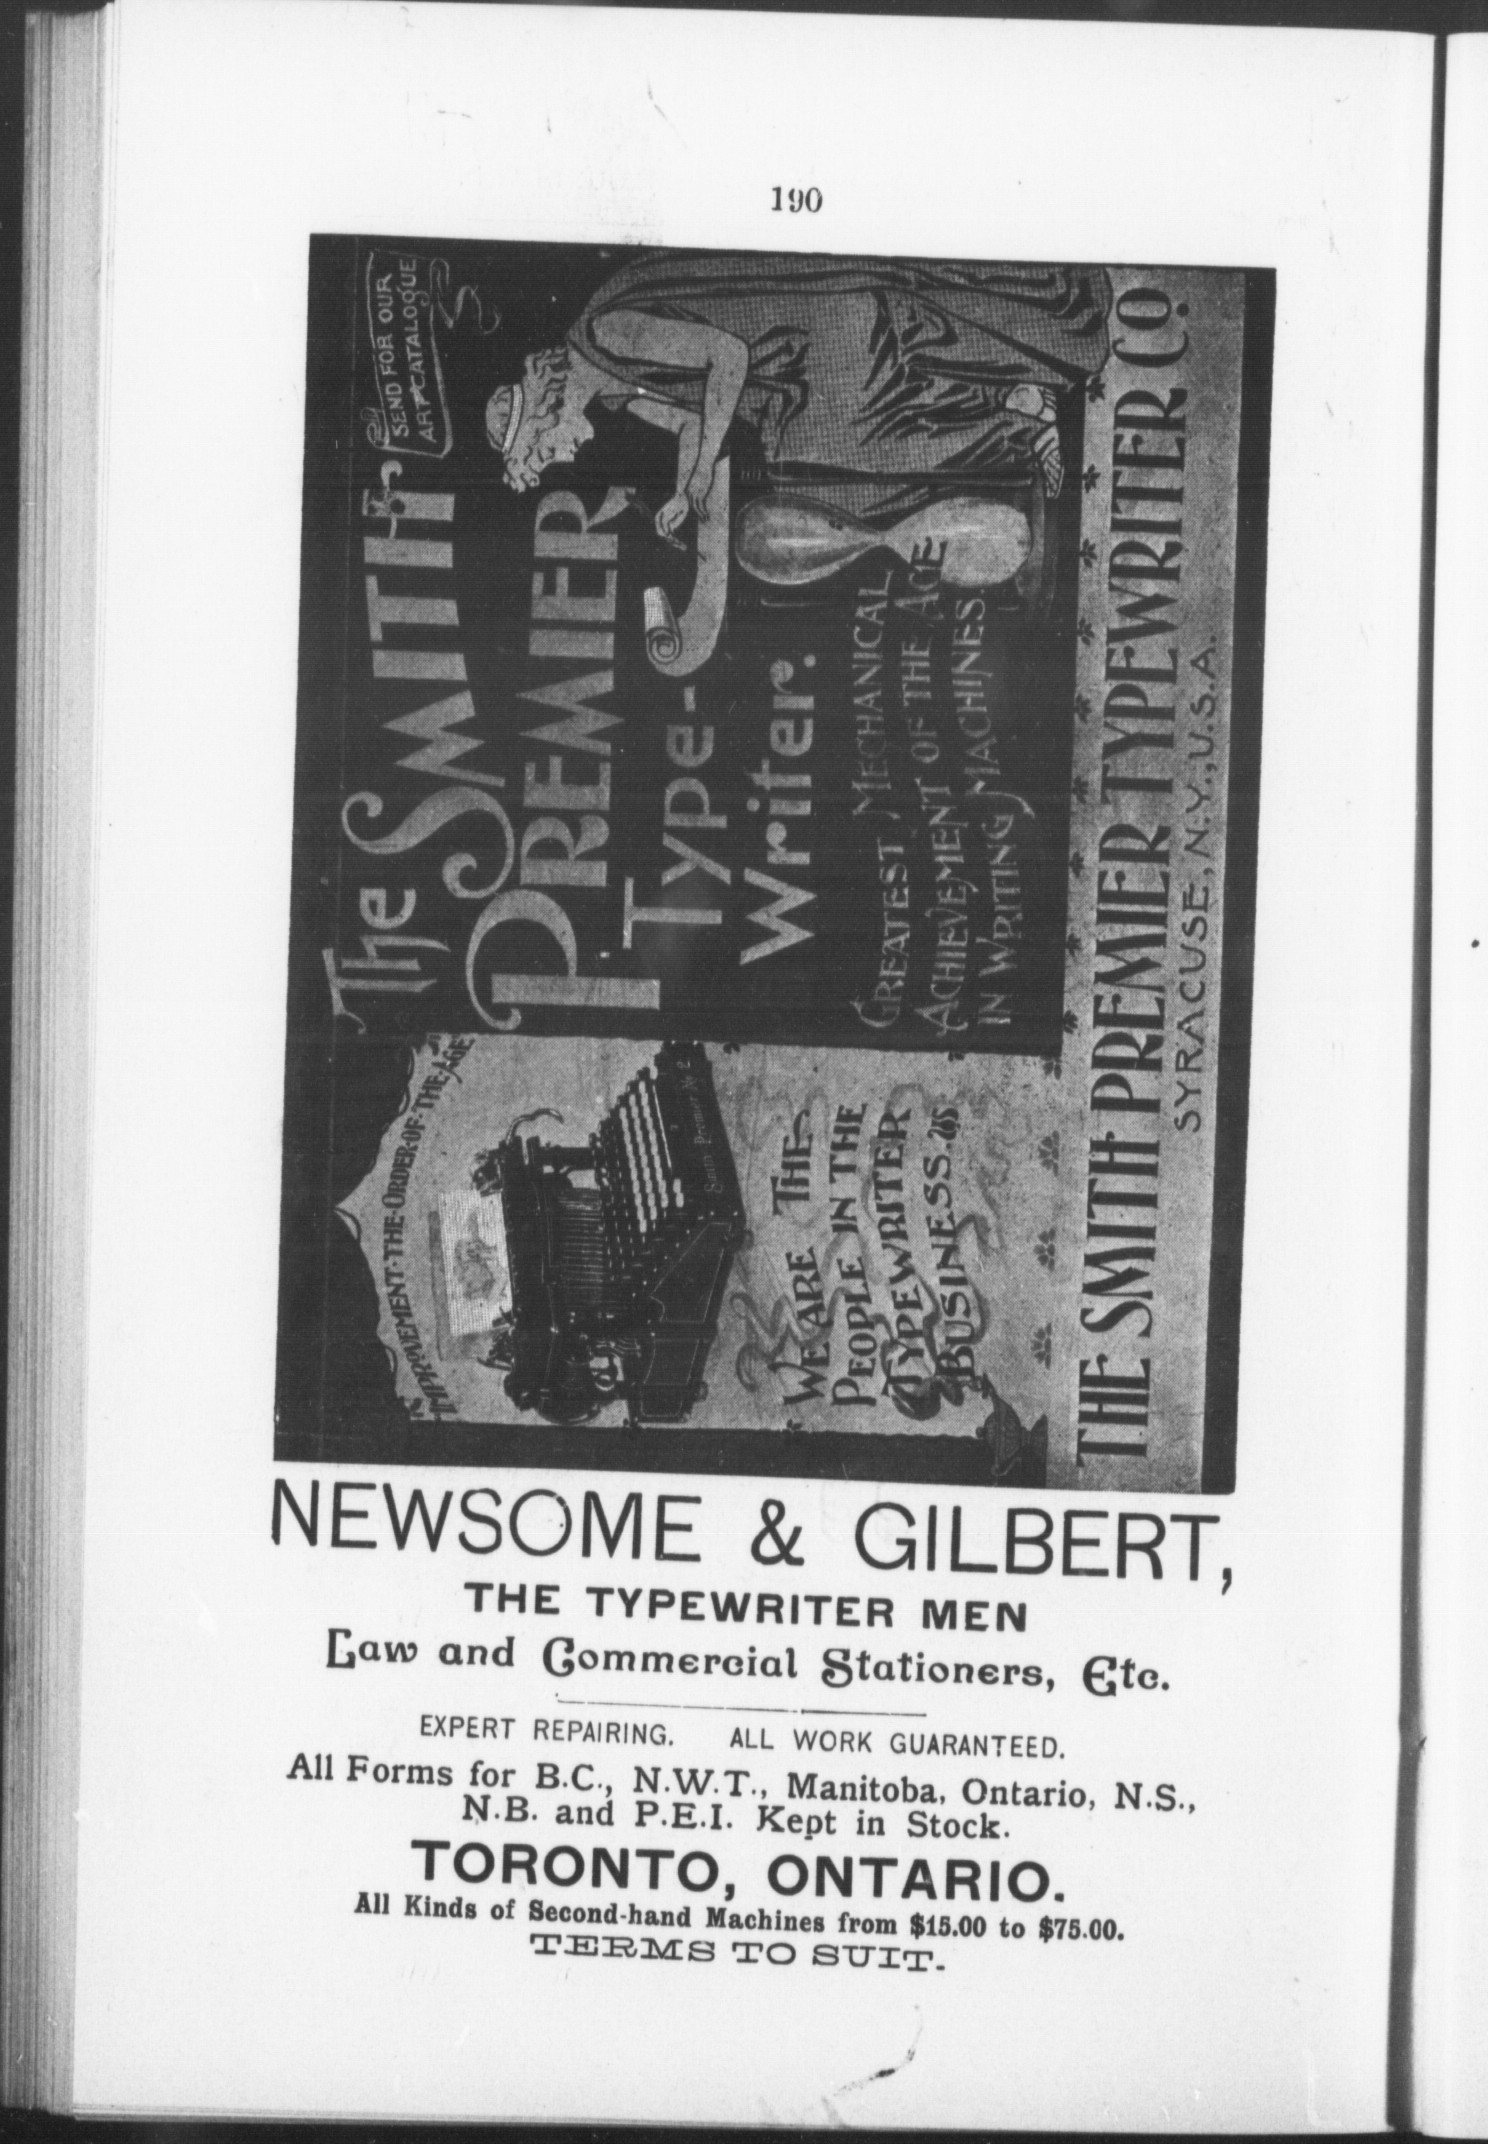 190
SEND FOR OUR
ART CATALOGUE
The SMITH
PREMIER
TYPE-
Writer.
GREATEST MECHANICAL
ACHIEVEMENT OF THE AGE
IN WRITING MACHINES.
IMPROVEMENT·THE·ORDER·OF·THE·AGE
Smith Premier No 2
WE ARE THE
PEOPLE IN THE
TYPEWRITER
BUSINESS.
THE SMITH PREMIER TYPEWRITER CO.
SYRACUSE, N.Y., U.S.A.
NEWSOME & GILBERT,
THE TYPEWRITER MEN
Law and Commercial Stationers, Etc.
EXPERT REPAIRING. ALL WORK GUARANTEED.
All Forms for B.C., N.W.T., Manitoba, Ontario, N.S.,
N.B. and P.E.I. Kept in Stock.
TORONTO, ONTARIO.
All Kinds of Second-hand Machines from $15.00 to $75.00.
TERMS TO SUIT.